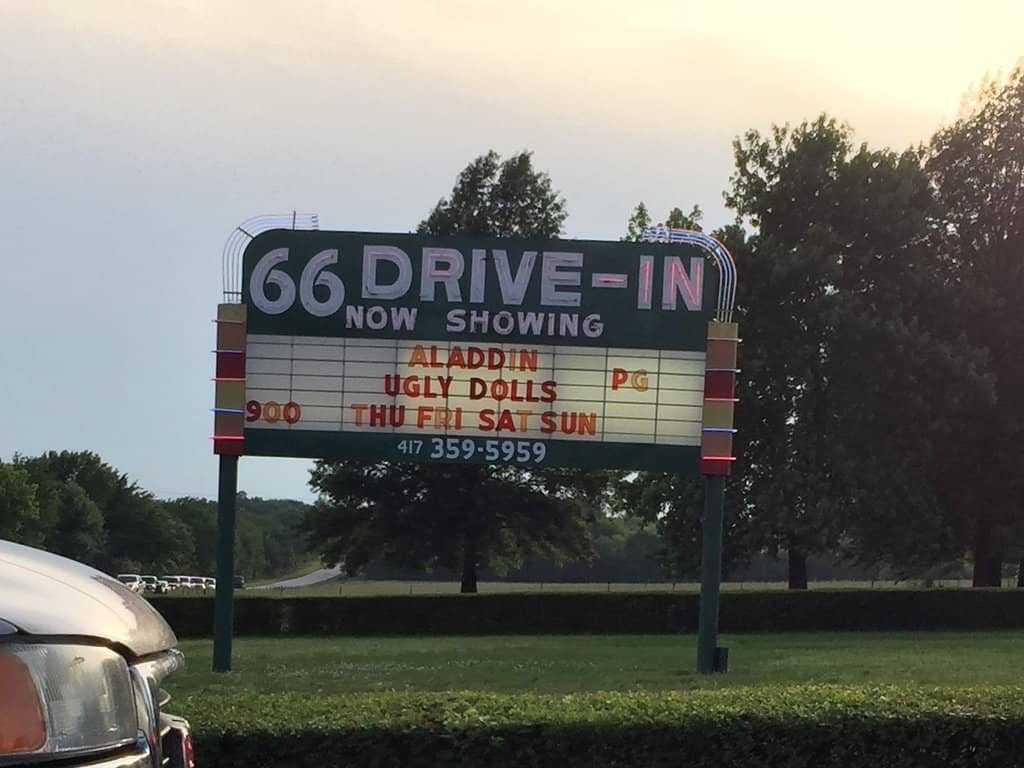 66 DRIVE-IN
NOW SHOWING
ALADDIN
UGLY DOLLS PG
900 THU FRI SAT SUN
417 359-5959